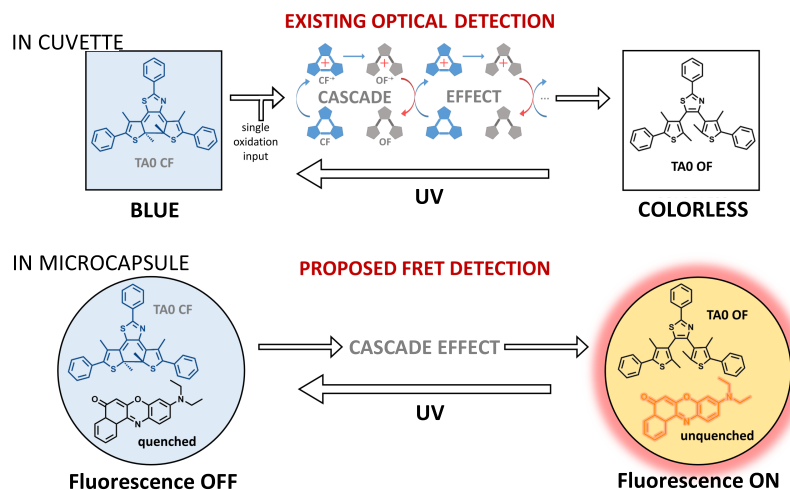 EXISTING OPTICAL DETECTION
IN CUVETTE
S N
S S
TA0 CF
BLUE
single
oxidation
input
+ + + +
CF·+ OF·+
CASCADE EFFECT
CF OF
...
UV
S N
S S
TA0 OF
COLORLESS
IN MICROCAPSULE
PROPOSED FRET DETECTION
TA0 CF
S N
S S
O O N
N
quenched
Fluorescence OFF
CASCADE EFFECT
UV
TA0 OF
S N
S S
O O N
N
unquenched
Fluorescence ON